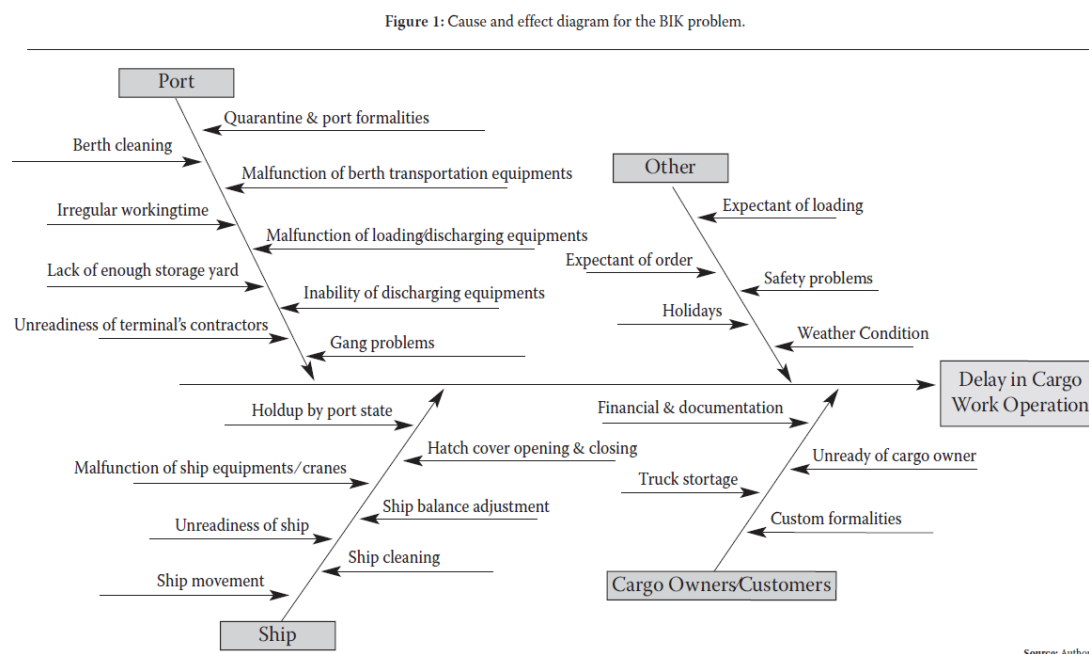 Figure 1: Cause and effect diagram for the BIK problem.
Port
Quarantine & port formalities
Berth cleaning
Malfunction of berth transportation equipments
Irregular workingtime
Malfunction of loading/discharging equipments
Lack of enough storage yard
Inability of discharging equipments
Unreadiness of terminal's contractors
Gang problems
Other
Expectant of loading
Expectant of order
Safety problems
Holidays
Weather Condition
Delay in Cargo
Work Operation
Holdup by port state
Hatch cover opening & closing
Malfunction of ship equipments/cranes
Ship balance adjustment
Unreadiness of ship
Ship cleaning
Ship movement
Ship
Financial & documentation
Unready of cargo owner
Truck stortage
Custom formalities
Cargo Owners/Customers
Source: Author